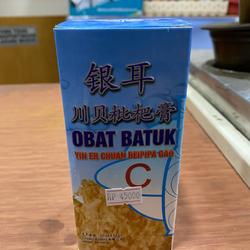 银耳
川贝枇杷膏
OBAT BATUK
YIN ER CHUAN BEIPIPA GAO
C
RP 45000